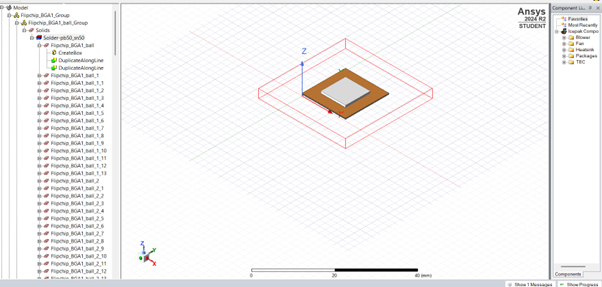 Model
Flipchip_BGA1_Group
Flipchip_BGA1_ball_Group
Solids
Solder-pb50_sn50
Flipchip_BGA1_ball
CreateBox
DuplicateAlongLine
DuplicateAlongLine
Flipchip_BGA1_ball_1
Flipchip_BGA1_ball_1_1
Flipchip_BGA1_ball_1_2
Flipchip_BGA1_ball_1_3
Flipchip_BGA1_ball_1_4
Flipchip_BGA1_ball_1_5
Flipchip_BGA1_ball_1_6
Flipchip_BGA1_ball_1_7
Flipchip_BGA1_ball_1_8
Flipchip_BGA1_ball_1_9
Flipchip_BGA1_ball_1_10
Flipchip_BGA1_ball_1_11
Flipchip_BGA1_ball_1_12
Flipchip_BGA1_ball_1_13
Flipchip_BGA1_ball_2
Flipchip_BGA1_ball_2_1
Flipchip_BGA1_ball_2_2
Flipchip_BGA1_ball_2_3
Flipchip_BGA1_ball_2_4
Flipchip_BGA1_ball_2_5
Flipchip_BGA1_ball_2_6
Flipchip_BGA1_ball_2_7
Flipchip_BGA1_ball_2_8
Flipchip_BGA1_ball_2_9
Flipchip_BGA1_ball_2_10
Flipchip_BGA1_ball_2_11
Flipchip_BGA1_ball_2_12
Ansys
2024 R2
STUDENT
Z
Z
Y
X
0
20
40 (mm)
Component Li...
Favorites
Most Recently
Icepak Compo
Blower
Fan
Heatsink
Packages
TEC
Components
Show 1 Messages
Show Progress